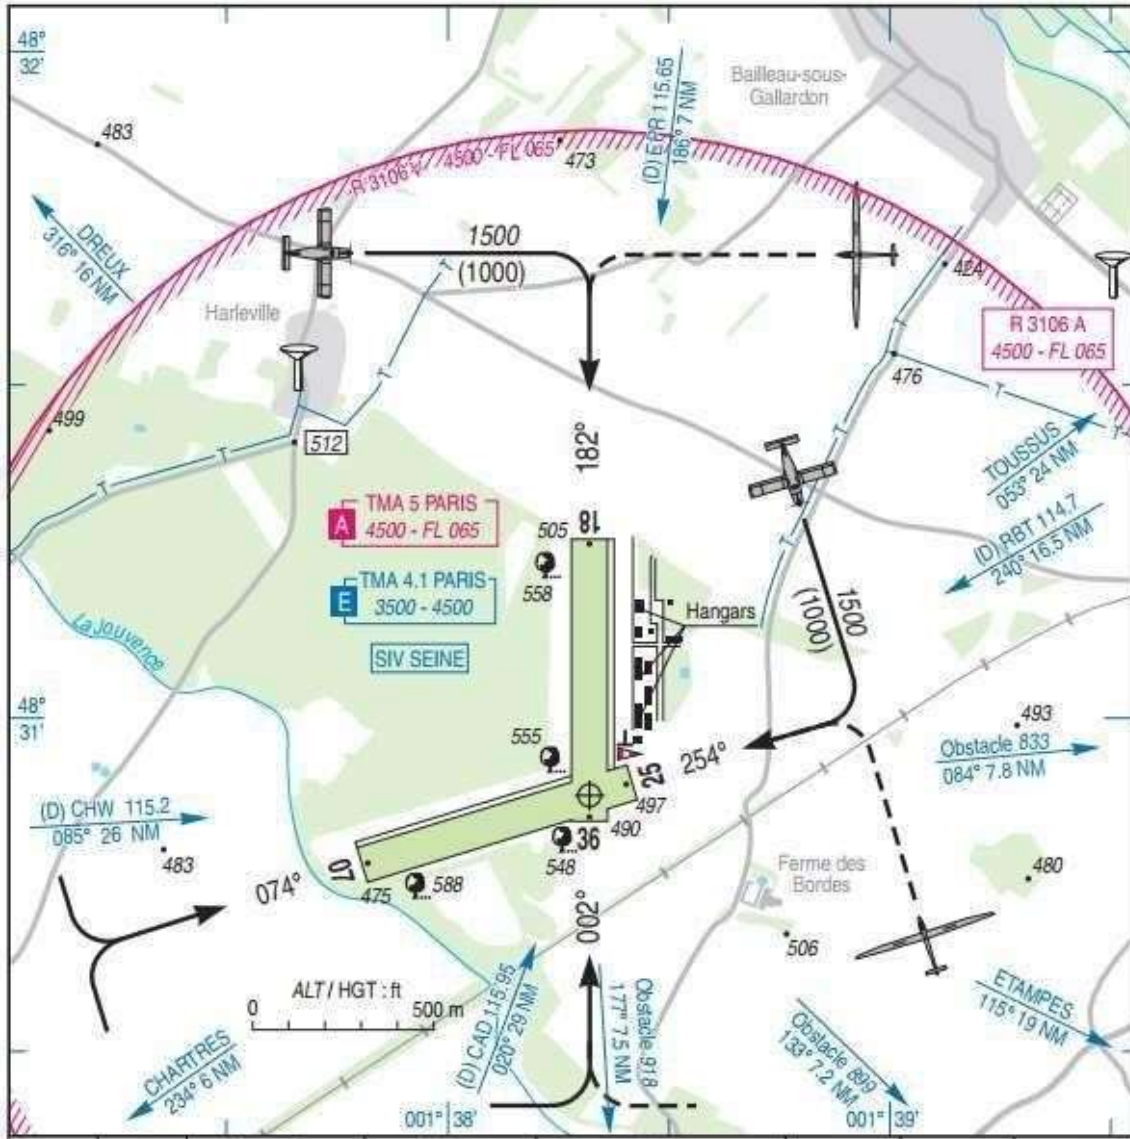 48°
32'
Bailleau-sous-
Gallardon
(D) EPR 115.65
186° 7 NM
483
R 3106 V
4500 - FL 065
473
DREUX
316° 16 NM
1500
(1000)
424
Harleville
R 3106 A
4500 - FL 065
476
499
512
T
T
T
T
T
T
T
182°
TOUSSUS
053° 24 NM
(D) RBT 114.7
240° 16.5 NM
A
TMA 5 PARIS
4500 - FL 065
505
18
558
E
TMA 4.1 PARIS
3500 - 4500
Hangars
1500
(1000)
La Jouvence
SIV SEINE
48°
31'
555
493
25
254°
Obstacle 833
084° 7.8 NM
(D) CHW 115.2
085° 26 NM
497
490
36
548
483
07
074°
475
588
Ferme des
Bordes
480
002°
506
ALT / HGT : ft
0
500 m
(D) CAD 115.95
020° 29 NM
Obstacle 918
177° 7.5 NM
ETAMPES
115° 19 NM
Obstacle 899
133° 7.2 NM
CHARTRES
234° 6 NM
001° 38'
001° 39'